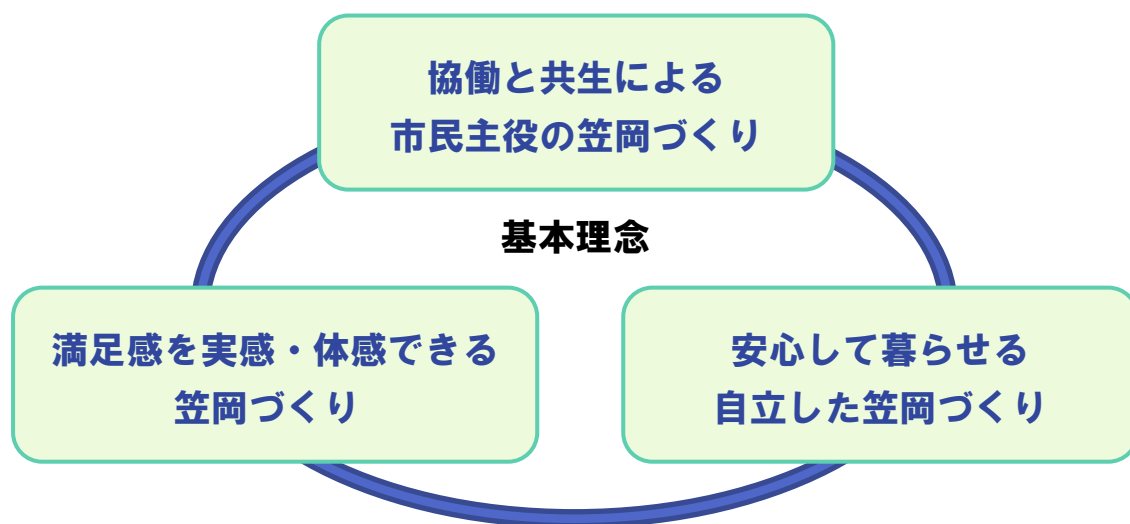 協働と共生による
市民主役の笠岡づくり
基本理念
満足感を実感・体感できる
笠岡づくり
安心して暮らせる
自立した笠岡づくり